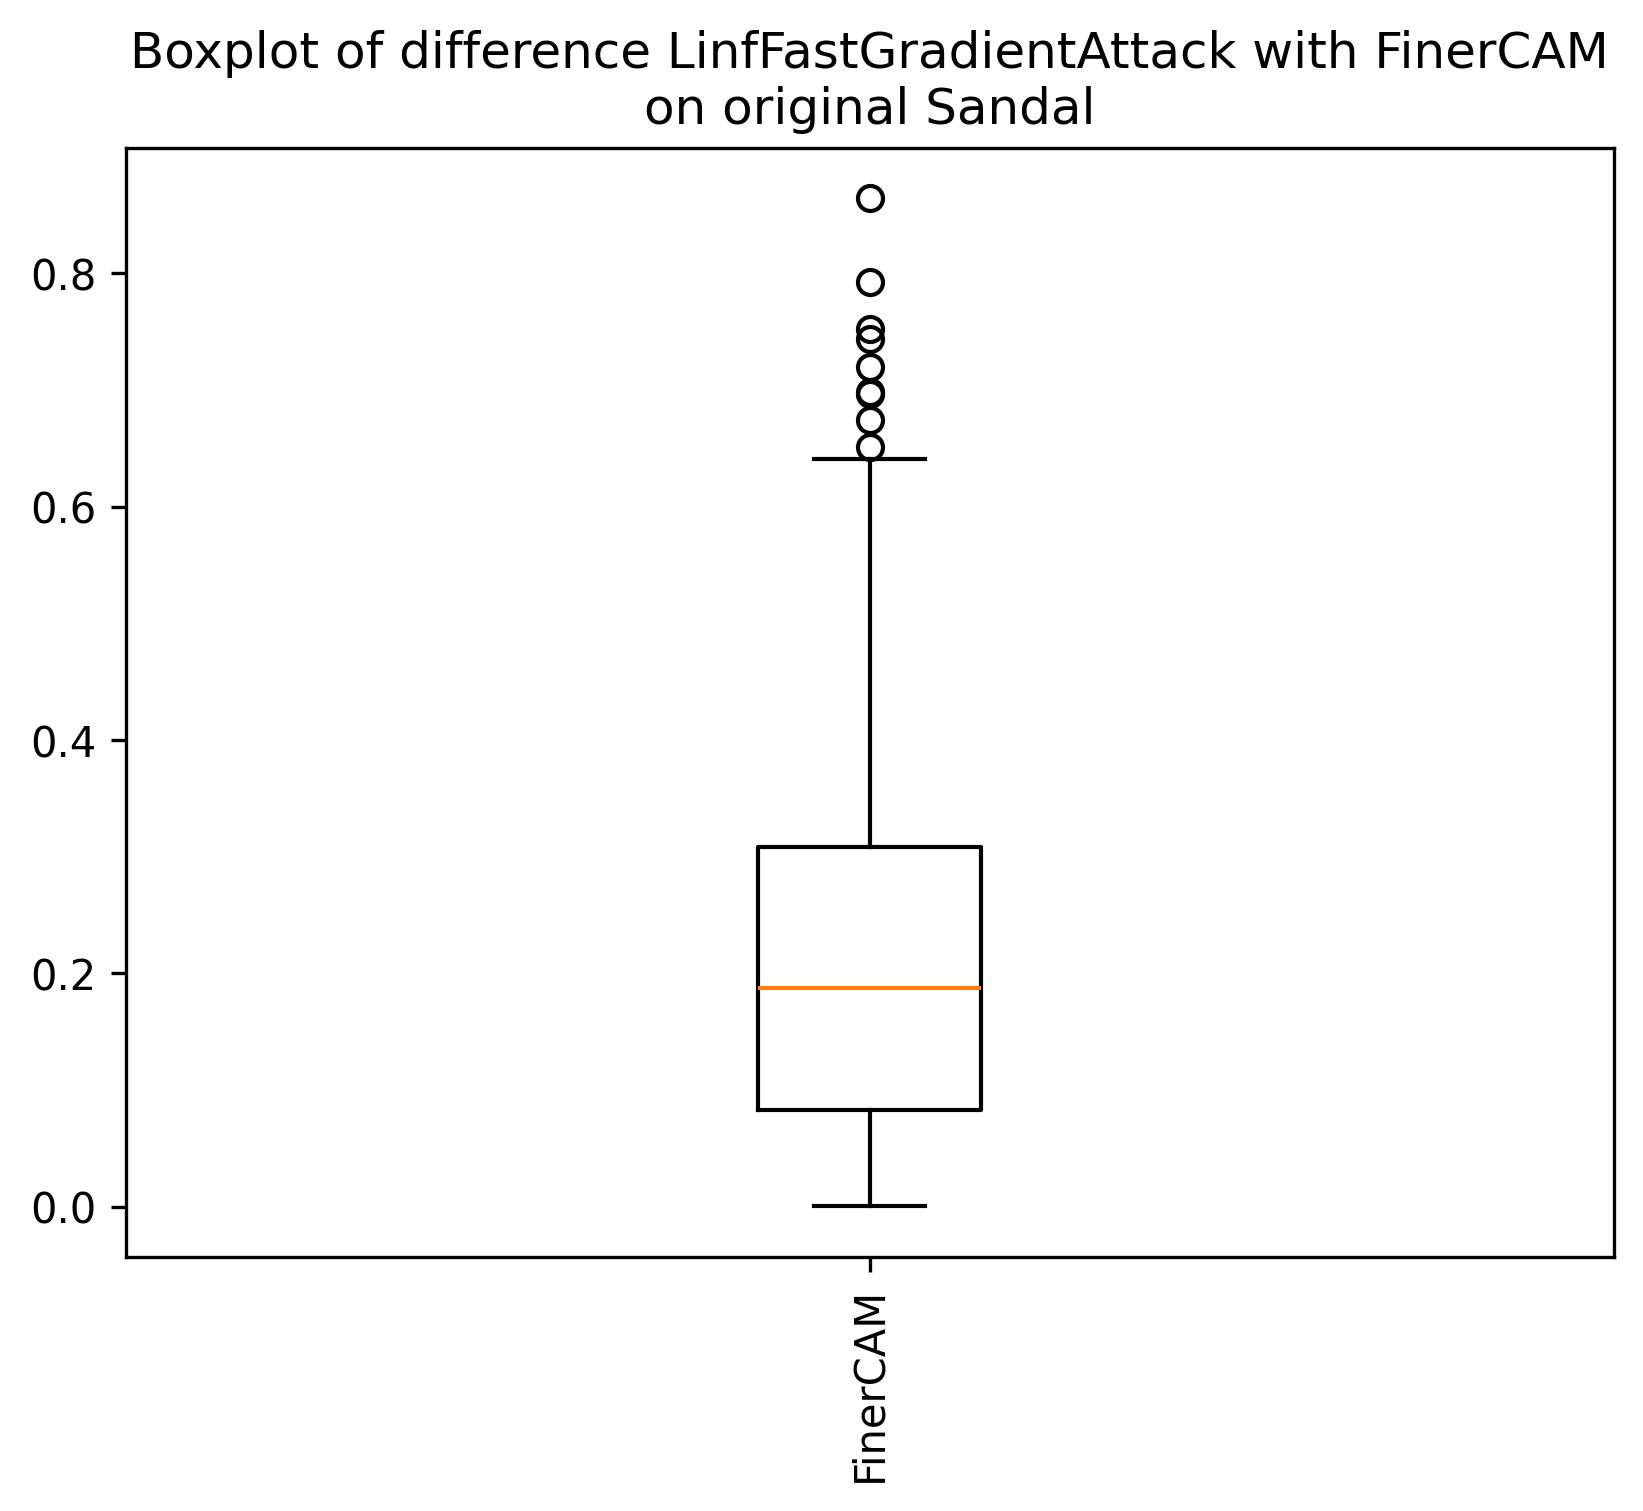 Boxplot of difference LinfFastGradientAttack with FinerCAM
on original Sandal
0.8
0.6
0.4
0.2
0.0
FinerCAM